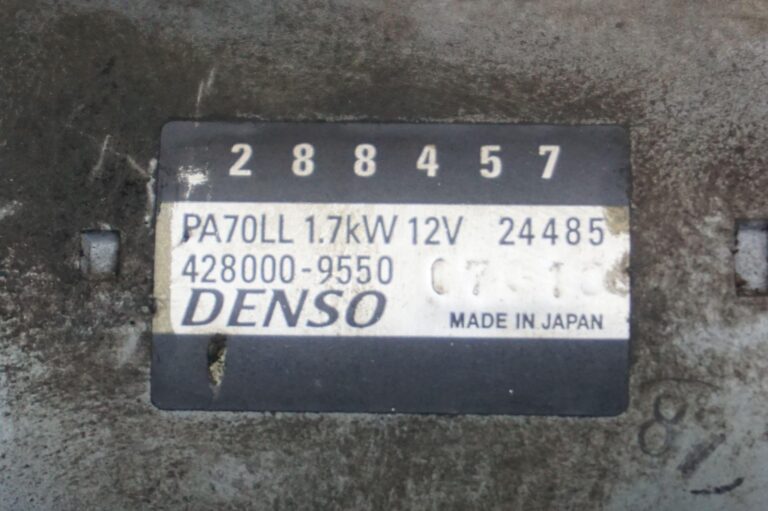 288457
PA70LL 1.7kW 12V 24485
428000-9550
DENSO MADE IN JAPAN